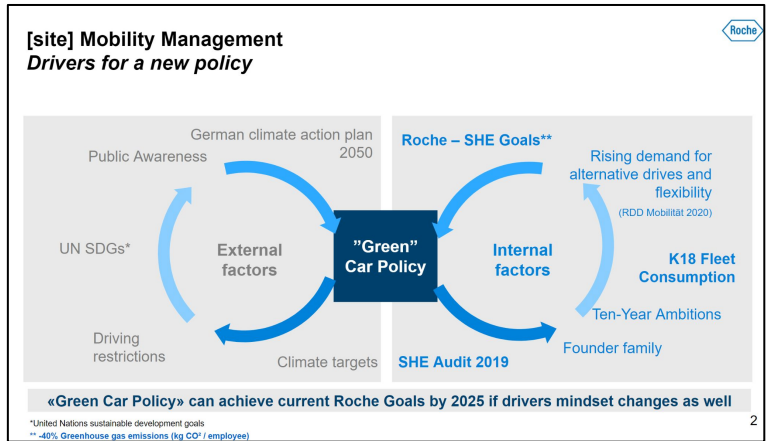 [site] Mobility Management
Drivers for a new policy
Roche
German climate action plan
2050
Public Awareness
UN SDGs*
External
factors
Driving
restrictions
Climate targets
"Green"
Car Policy
Roche – SHE Goals**
Rising demand for
alternative drives and
flexibility
(RDD Mobilität 2020)
Internal
factors
K18 Fleet
Consumption
Ten-Year Ambitions
Founder family
SHE Audit 2019
«Green Car Policy» can achieve current Roche Goals by 2025 if drivers mindset changes as well
*United Nations sustainable development goals
** -40% Greenhouse gas emissions (kg CO² / employee)
2